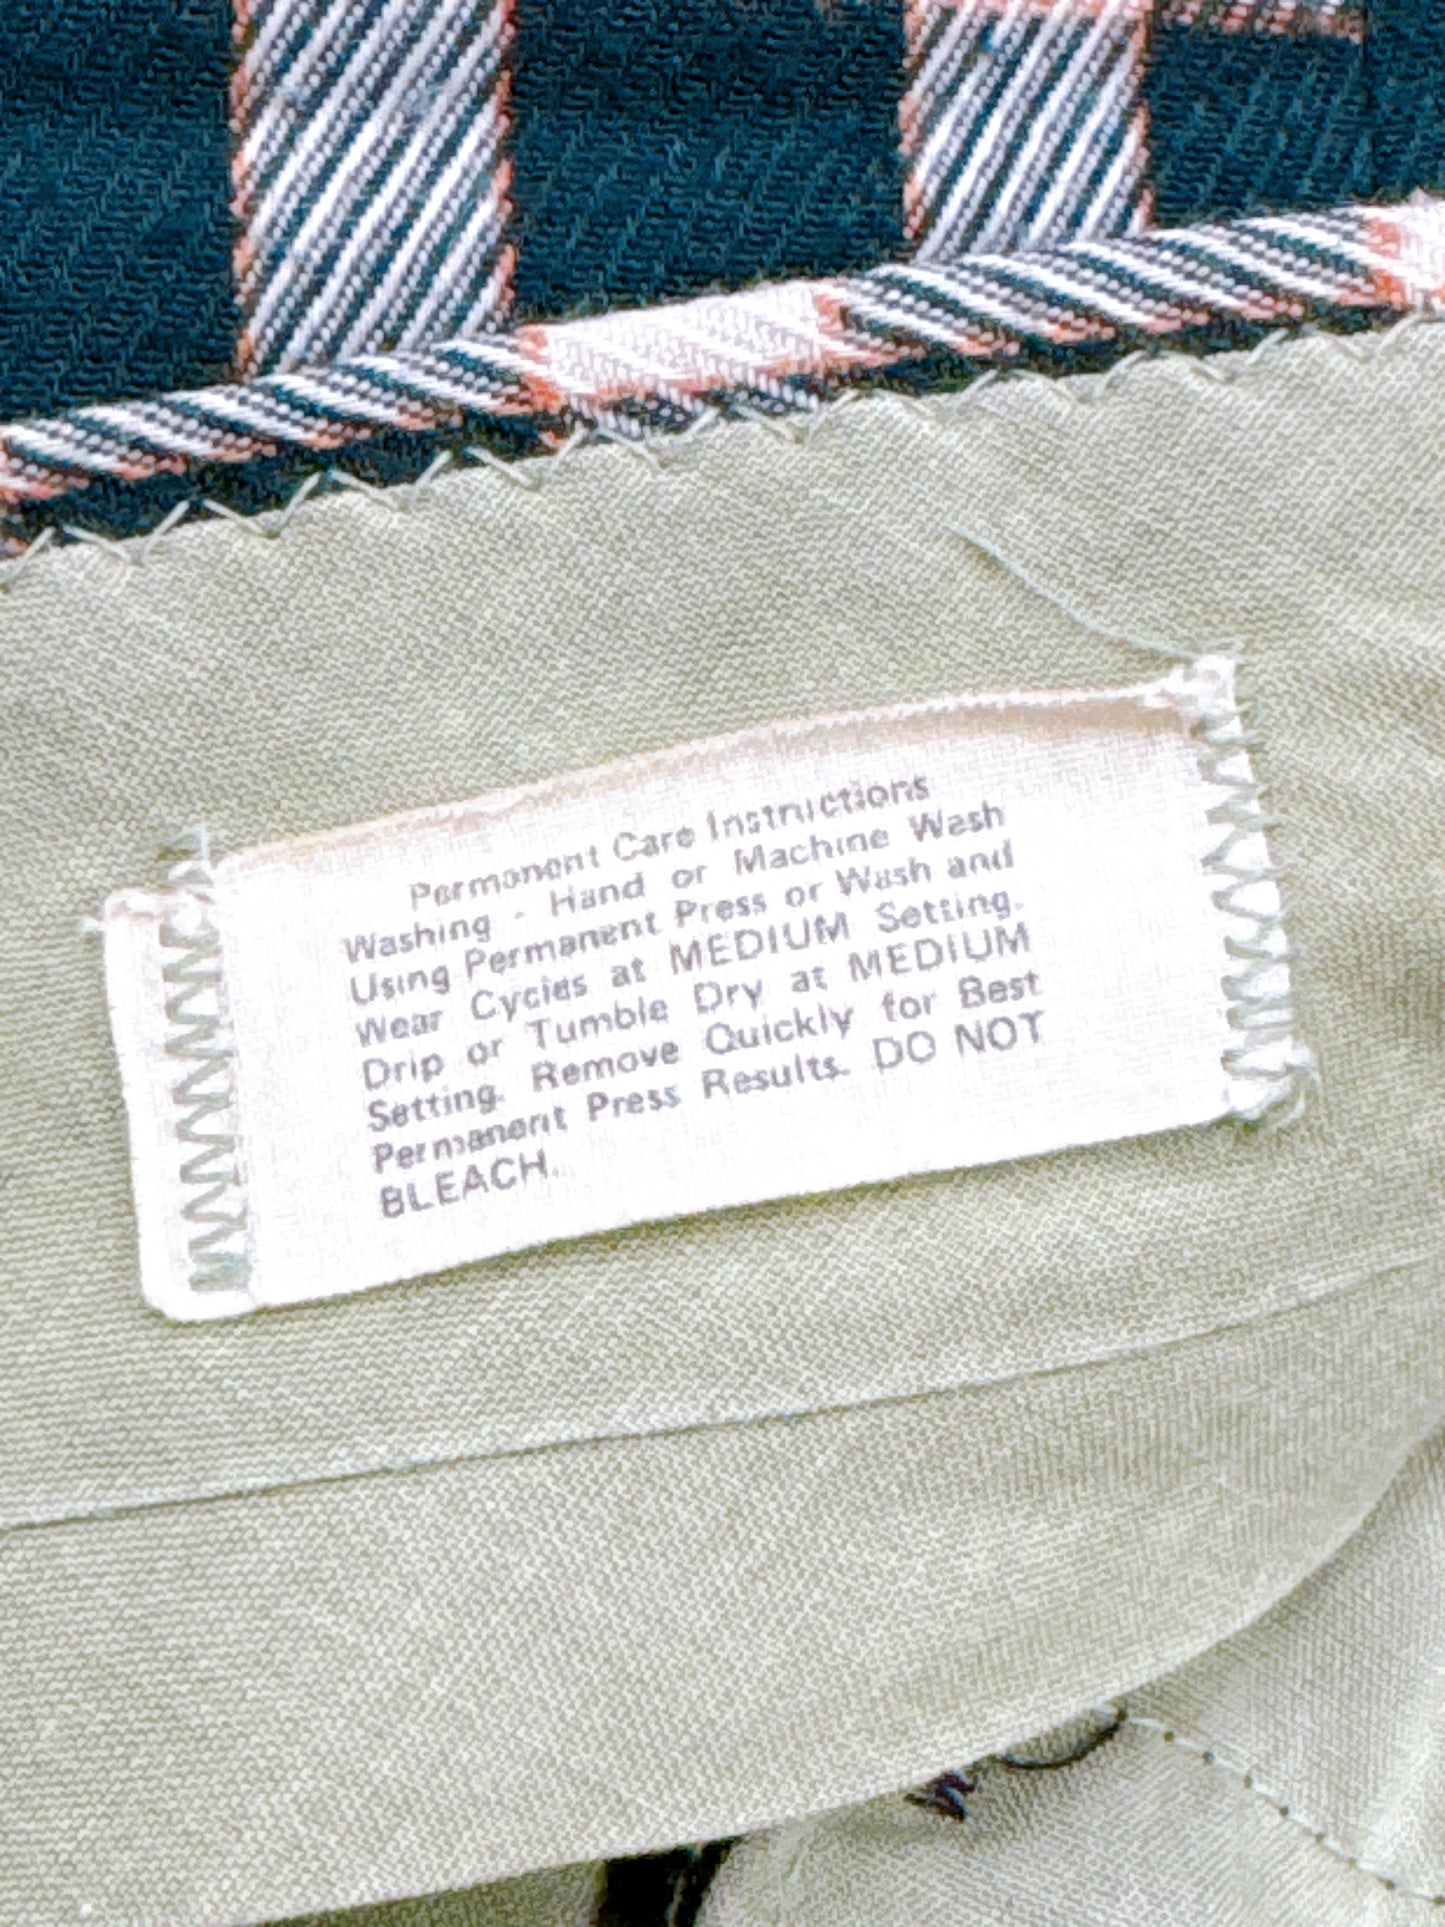 Permanent Care Instructions
Washing - Hand or Machine Wash
Using Permanent Press or Wash and
Wear Cycles at MEDIUM Setting.
Drip or Tumble Dry at MEDIUM
Setting. Remove Quickly for Best
Permanent Press Results. DO NOT
BLEACH.